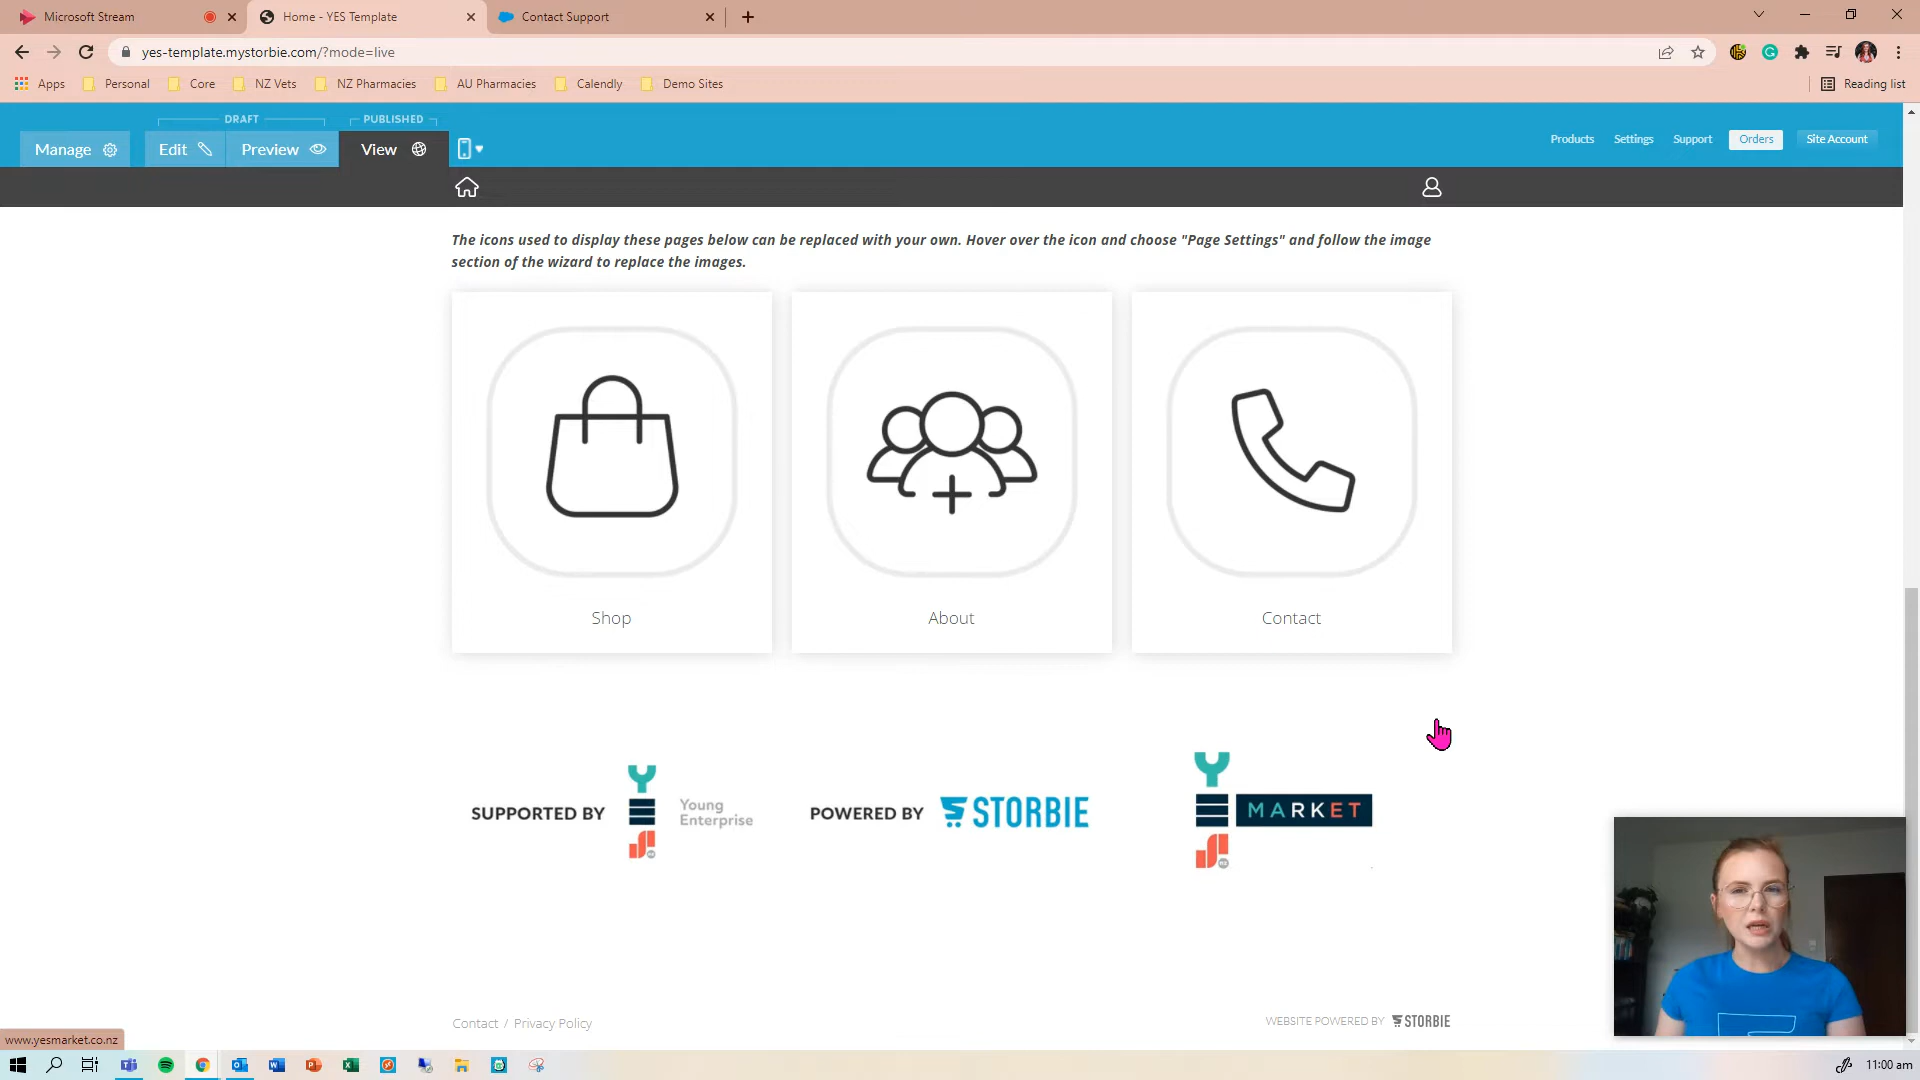 Microsoft Stream
Home - YES Template
Contact Support
yes-template.mystorbie.com/?mode=live
Apps
Personal
Core
NZ Vets
NZ Pharmacies
AU Pharmacies
Calendly
Demo Sites
Reading list
DRAFT
PUBLISHED
Manage
Edit
Preview
View
Products
Settings
Support
Orders
Site Account
The icons used to display these pages below can be replaced with your own. Hover over the icon and choose "Page Settings" and follow the image
section of the wizard to replace the images.
Shop
About
Contact
SUPPORTED BY
YES
Young
Enterprise
POWERED BY
STORBIE
YES
MARKET
Contact / Privacy Policy
WEBSITE POWERED BY STORBIE
www.yesmarket.co.nz
11:00 am